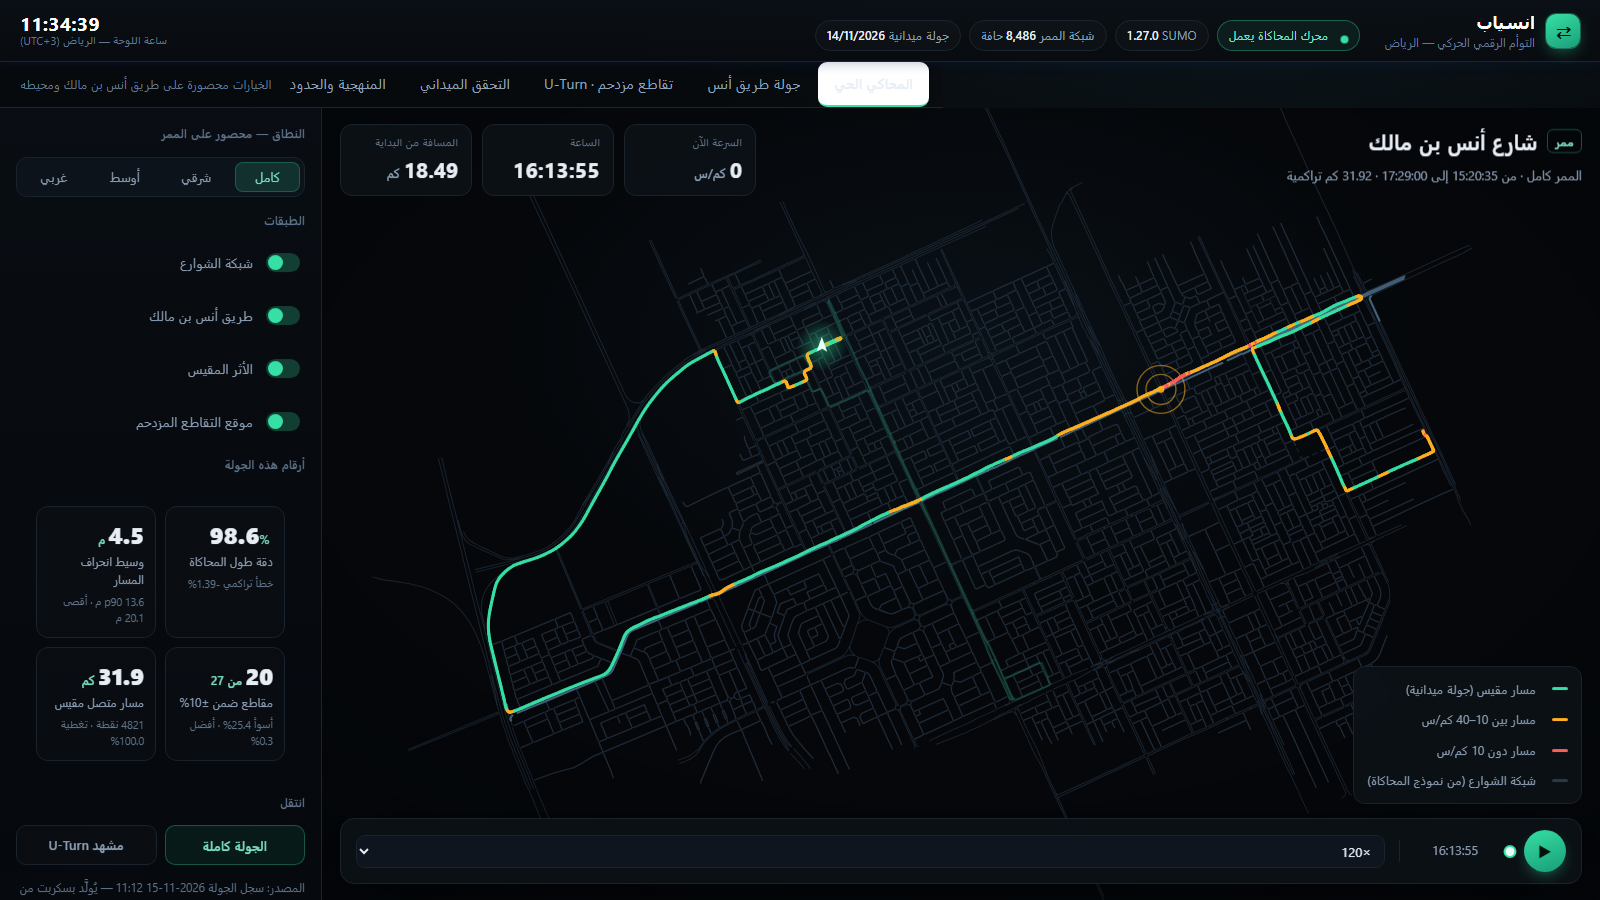 انسياب
التوأم الرقمي الحركي — الرياض
محرك المحاكاة يعمل
SUMO 1.27.0
شبكة الممر 8,486 حافة
جولة ميدانية 14/11/2026
11:34:39
ساعة اللوحة — الرياض (UTC+3)
المحاكي الحي
جولة طريق أنس
تقاطع مزدحم · U-Turn
التحقق الميداني
المنهجية والحدود
الخيارات محصورة على طريق أنس بن مالك ومحيطه
ممر
شارع أنس بن مالك
الممر كامل · من 15:20:35 إلى 17:29:00 · 31.92 كم تراكمية
السرعة الآن
0 كم/س
الساعة
16:13:55
المسافة من البداية
18.49 كم
النطاق — محصور على الممر
كامل
شرقي
أوسط
غربي
الطبقات
شبكة الشوارع
طريق أنس بن مالك
الأثر المقيس
موقع التقاطع المزدحم
أرقام هذه الجولة
98.6%
دقة طول المحاكاة
خطأ تراكمي -1.39%
4.5 م
وسيط انحراف
المسار
p90 13.6 م · أقصى
20.1 م
20 من 27
مقاطع ضمن ±10%
أسوأ 25.4% · أفضل
0.3%
31.9 كم
مسار متصل مقيس
4821 نقطة · تغطية
100.0%
انتقل
الجولة كاملة
مشهد U-Turn
المصدر: سجل الجولة 2026-11-15 11:12 — يُولَّد بسكربت من
مسار مقيس (جولة ميدانية)
مسار بين 10–40 كم/س
مسار دون 10 كم/س
شبكة الشوارع (من نموذج المحاكاة)
16:13:55
120×